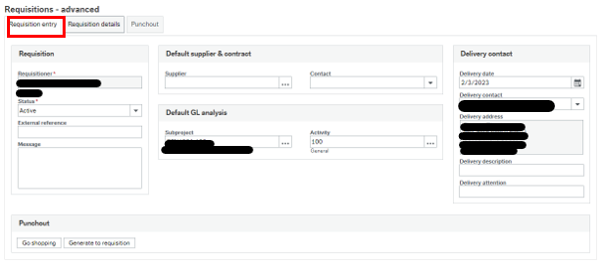 Requisitions - advanced
Requisition entry Requisition details Punchout
Requisition
Requisitioner *
Status *
Active
External reference
Message
Default supplier & contract
Supplier
Contact
Default GL analysis
Subproject
Activity
100
General
Delivery contact
Delivery date
2/3/2023
Delivery contact
Delivery address
Delivery description
Delivery attention
Punchout
Go shopping Generate to requisition